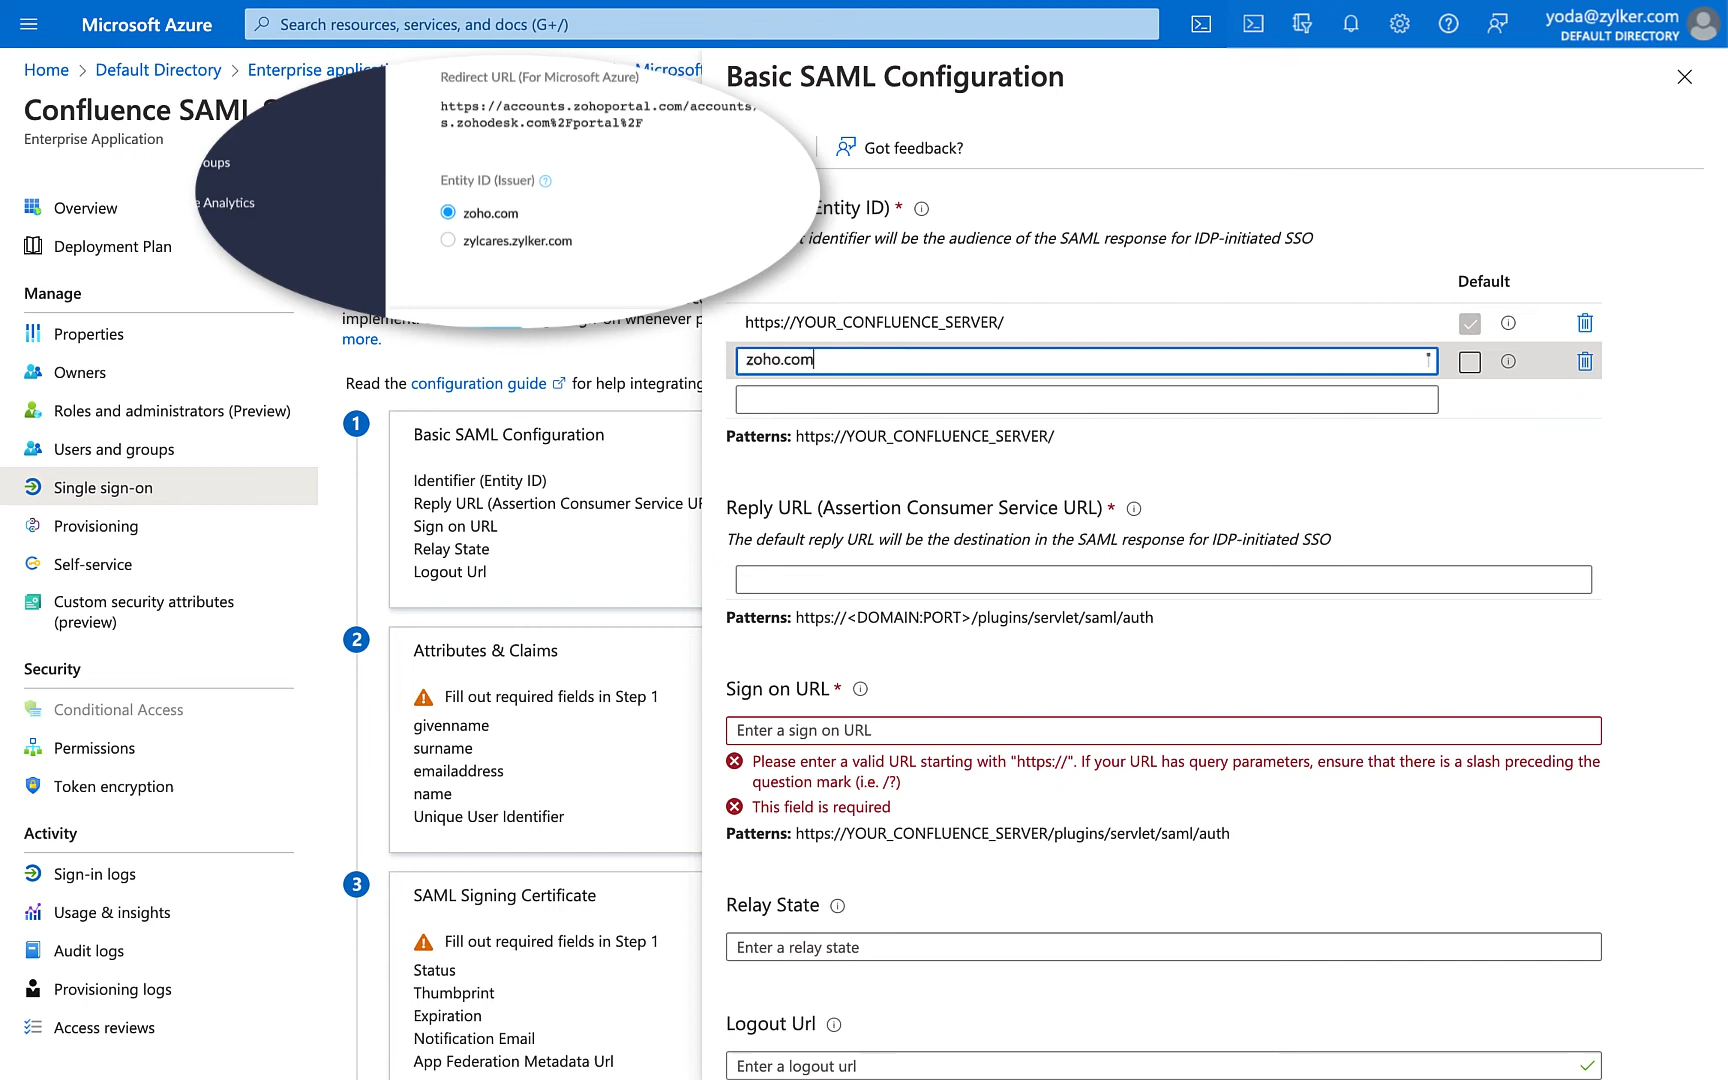 Microsoft Azure
Search resources, services, and docs (G+/)
yoda@zylker.com
DEFAULT DIRECTORY
Home > Default Directory > Enterprise
Microsoft
Confluence SAML
Enterprise Application
Overview
Deployment Plan
Manage
Properties
Owners
Roles and administrators (Preview)
Users and groups
Single sign-on
Provisioning
Self-service
Custom security attributes
(preview)
Security
Conditional Access
Permissions
Token encryption
Activity
Sign-in logs
Usage & insights
Audit logs
Provisioning logs
Access reviews
oups
Analytics
Redirect URL (For Microsoft Azure)
https://accounts.zohoportal.com/accounts/
s.zohodesk.com%2Fportal%2F
Entity ID (Issuer)
zoho.com
zylcares.zylker.com
whenever p
more.
Read the configuration guide for help integrating
1
Basic SAML Configuration
Identifier (Entity ID)
Reply URL (Assertion Consumer Service UR
Sign on URL
Relay State
Logout Url
2
Attributes & Claims
Fill out required fields in Step 1
givenname
surname
emailaddress
name
Unique User Identifier
3
SAML Signing Certificate
Fill out required fields in Step 1
Status
Thumbprint
Expiration
Notification Email
App Federation Metadata Url
Basic SAML Configuration
Got feedback?
Entity ID) *
identifier will be the audience of the SAML response for IDP-initiated SSO
Default
https://YOUR_CONFLUENCE_SERVER/
zoho.com
Patterns: https://YOUR_CONFLUENCE_SERVER/
Reply URL (Assertion Consumer Service URL) *
The default reply URL will be the destination in the SAML response for IDP-initiated SSO
Patterns: https://<DOMAIN:PORT>/plugins/servlet/saml/auth
Sign on URL *
Enter a sign on URL
Please enter a valid URL starting with "https://". If your URL has query parameters, ensure that there is a slash preceding the
question mark (i.e. /?)
This field is required
Patterns: https://YOUR_CONFLUENCE_SERVER/plugins/servlet/saml/auth
Relay State
Enter a relay state
Logout Url
Enter a logout url